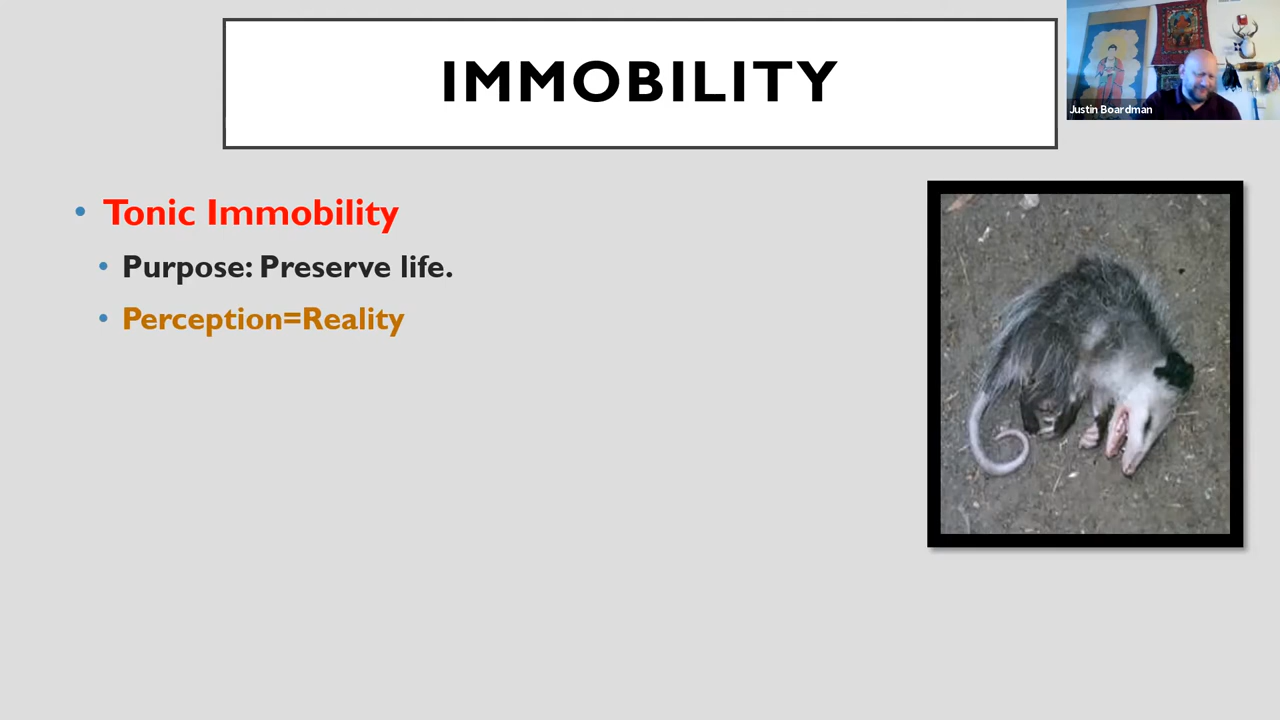 IMMOBILITY
Justin Boardman
• Tonic Immobility
• Purpose: Preserve life.
• Perception=Reality